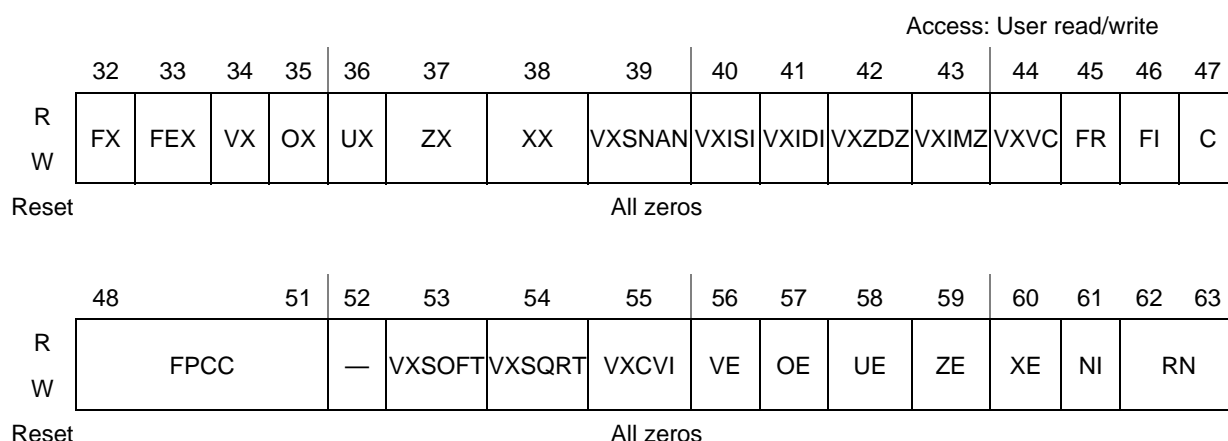 Access: User read/write
32 33 34 35 36 37 38 39 40 41 42 43 44 45 46 47
R
FX FEX VX OX UX ZX XX VXSNAN VXISI VXIDI VXZDZ VXIMZ VXVC FR FI C
W
Reset All zeros
48 51 52 53 54 55 56 57 58 59 60 61 62 63
R
FPCC — VXSOFT VXSQRT VXCVI VE OE UE ZE XE NI RN
W
Reset All zeros